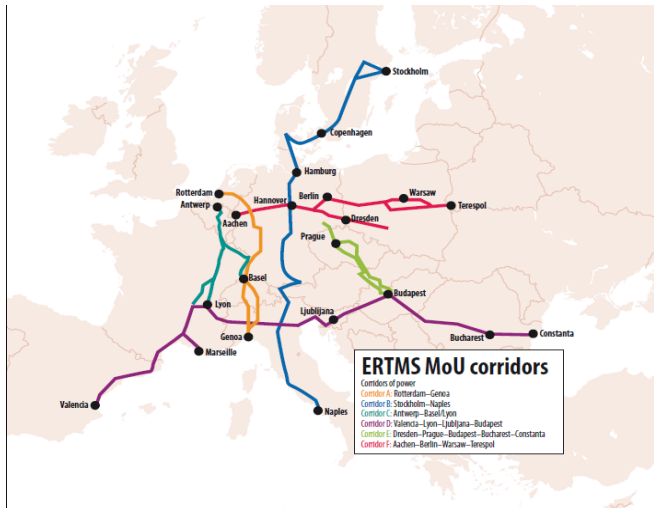 Stockholm
Copenhagen
Hamburg
Rotterdam
Antwerp
Aachen
Hannover
Berlin
Warsaw
Terespol
Dresden
Prague
Basel
Budapest
Lyon
Ljublijana
Genoa
Marseille
Bucharest
Constanta
Valencia
Naples
ERTMS MoU corridors
Corridors of power
Corridor A: Rotterdam–Genoa
Corridor B: Stockholm–Naples
Corridor C: Antwerp–Basel/Lyon
Corridor D: Valencia–Lyon–Ljubljana–Budapest
Corridor E: Dresden–Prague–Budapest–Bucharest–Constanta
Corridor F: Aachen–Berlin–Warsaw–Terespol